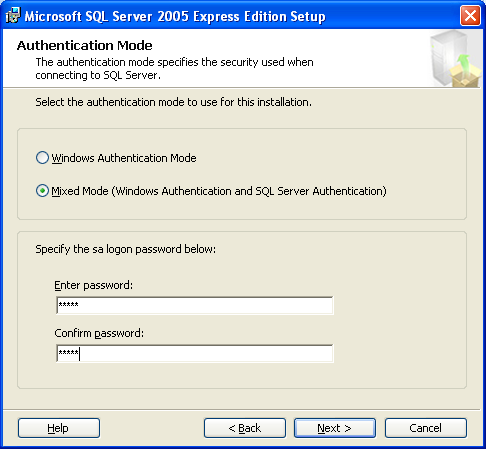 Microsoft SQL Server 2005 Express Edition Setup
Authentication Mode
The authentication mode specifies the security used when
connecting to SQL Server.
Select the authentication mode to use for this installation.
Windows Authentication Mode
Mixed Mode (Windows Authentication and SQL Server Authentication)
Specify the sa logon password below:
Enter password:
*****
Confirm password:
*****
Help
< Back
Next >
Cancel